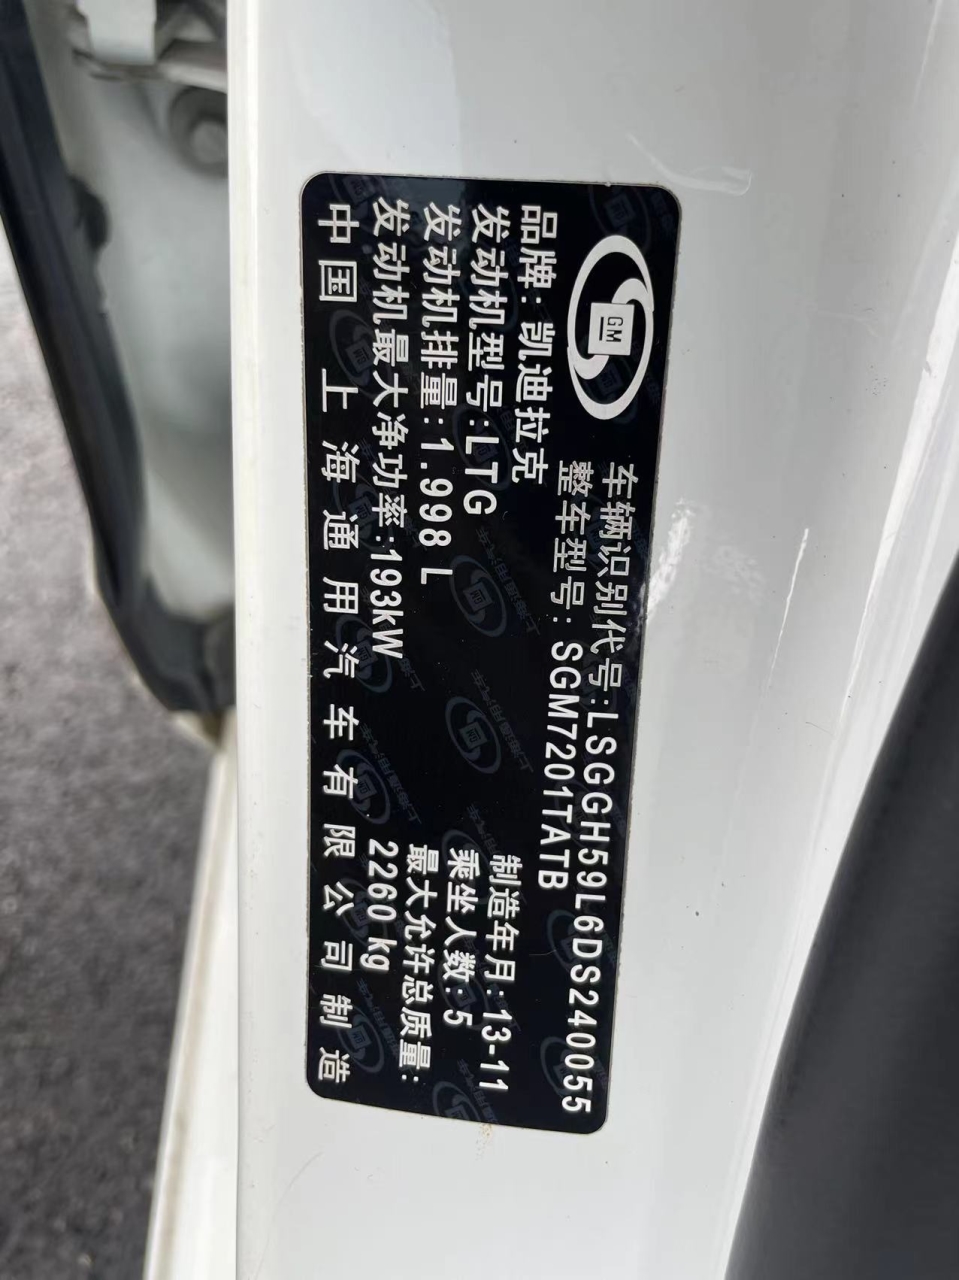 GM
车辆识别代号:LSGGH59L6DS240055
整车型号: SGM7201TATB
品牌: 凯迪拉克
发动机型号:LTG
制造年月:13-11
发动机排量:1.998 L
乘坐人数:5
发动机最大净功率:193kW
最大允许总质量:
2260kg
中国 上海通用汽车有限公司制造